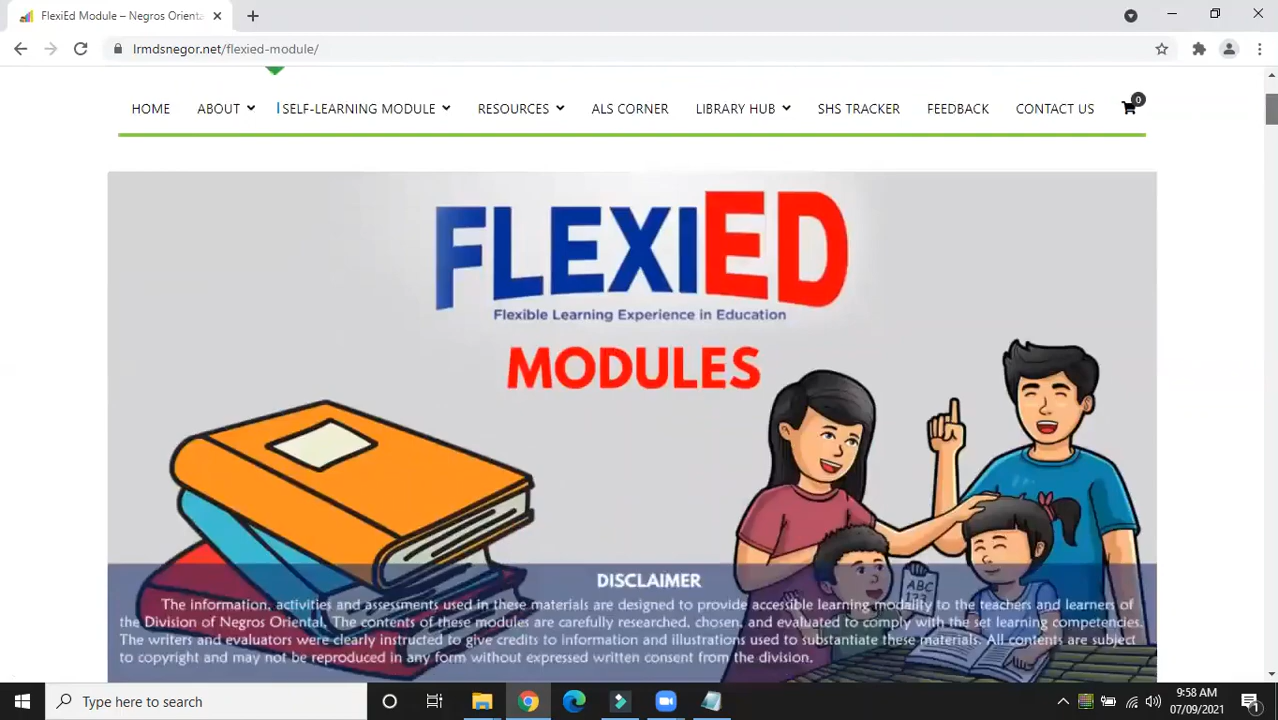 FlexiEd Module – Negros Orienta
lrmdsnegor.net/flexied-module/
HOME ABOUT SELF-LEARNING MODULE RESOURCES ALS CORNER LIBRARY HUB SHS TRACKER FEEDBACK CONTACT US 0
FLEXIED
Flexible Learning Experience in Education
MODULES
ABC
123
DISCLAIMER
The information, activities and assessments used in these materials are designed to provide accessible learning modality to the teachers and learners of
the Division of Negros Oriental. The contents of these modules are carefully researched, chosen, and evaluated to comply with the set learning competencies.
The writers and evaluators were clearly instructed to give credits to information and illustrations used to substantiate these materials. All contents are subject
to copyright and may not be reproduced in any form without expressed written consent from the division.
Type here to search
9:58 AM
07/09/2021
1